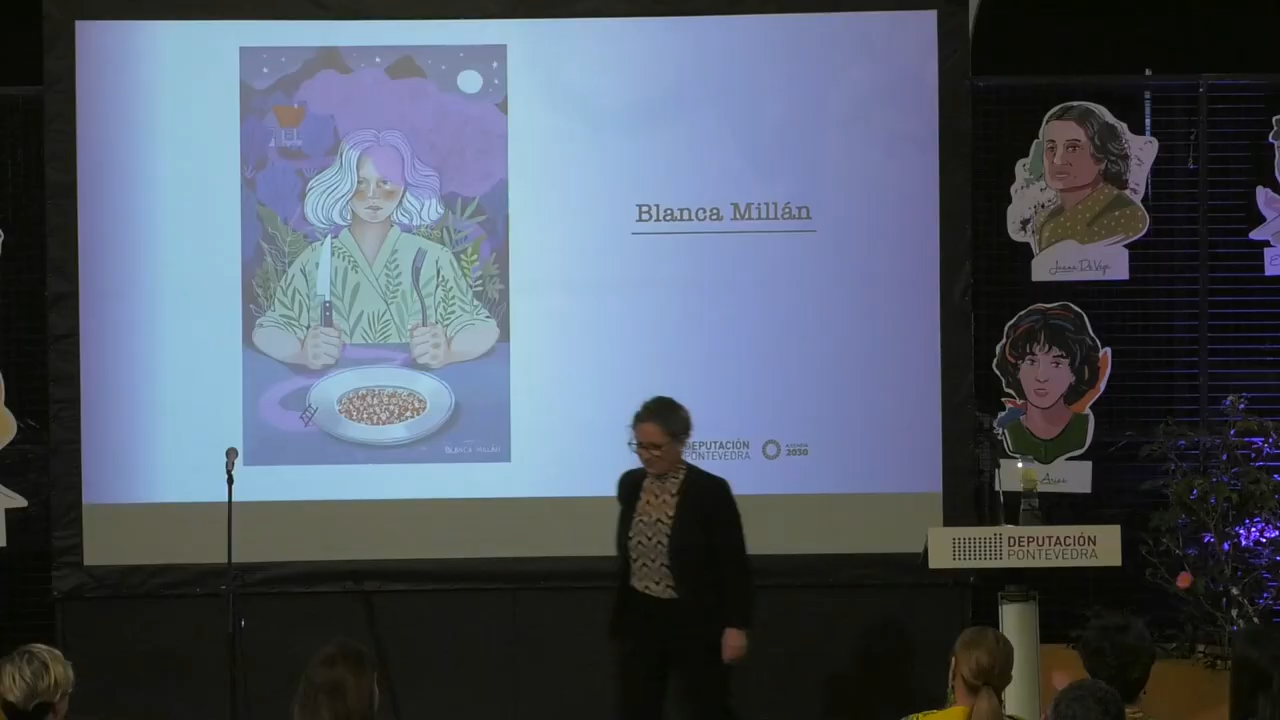 Blanca Millán
BLANCA MILLÁN
DEPUTACIÓN
PONTEVEDRA
AXENDA
2030
Juana De Vega
DEPUTACIÓN
PONTEVEDRA